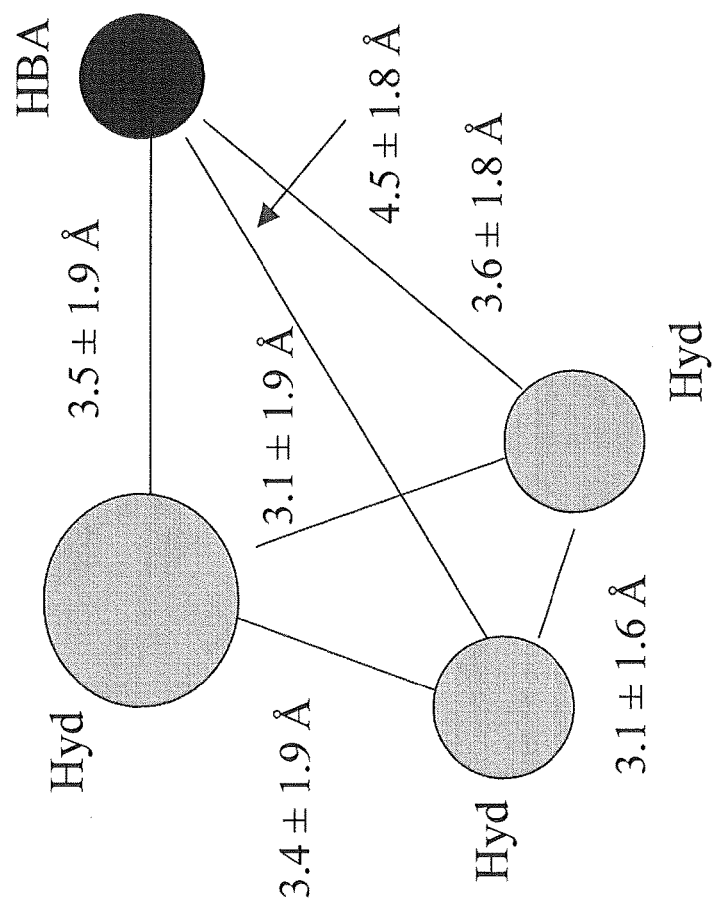 HBA
3.5 ± 1.9 Å
4.5 ± 1.8 Å
3.6 ± 1.8 Å
3.1 ± 1.9 Å
Hyd
Hyd
3.4 ± 1.9 Å
Hyd
3.1 ± 1.6 Å